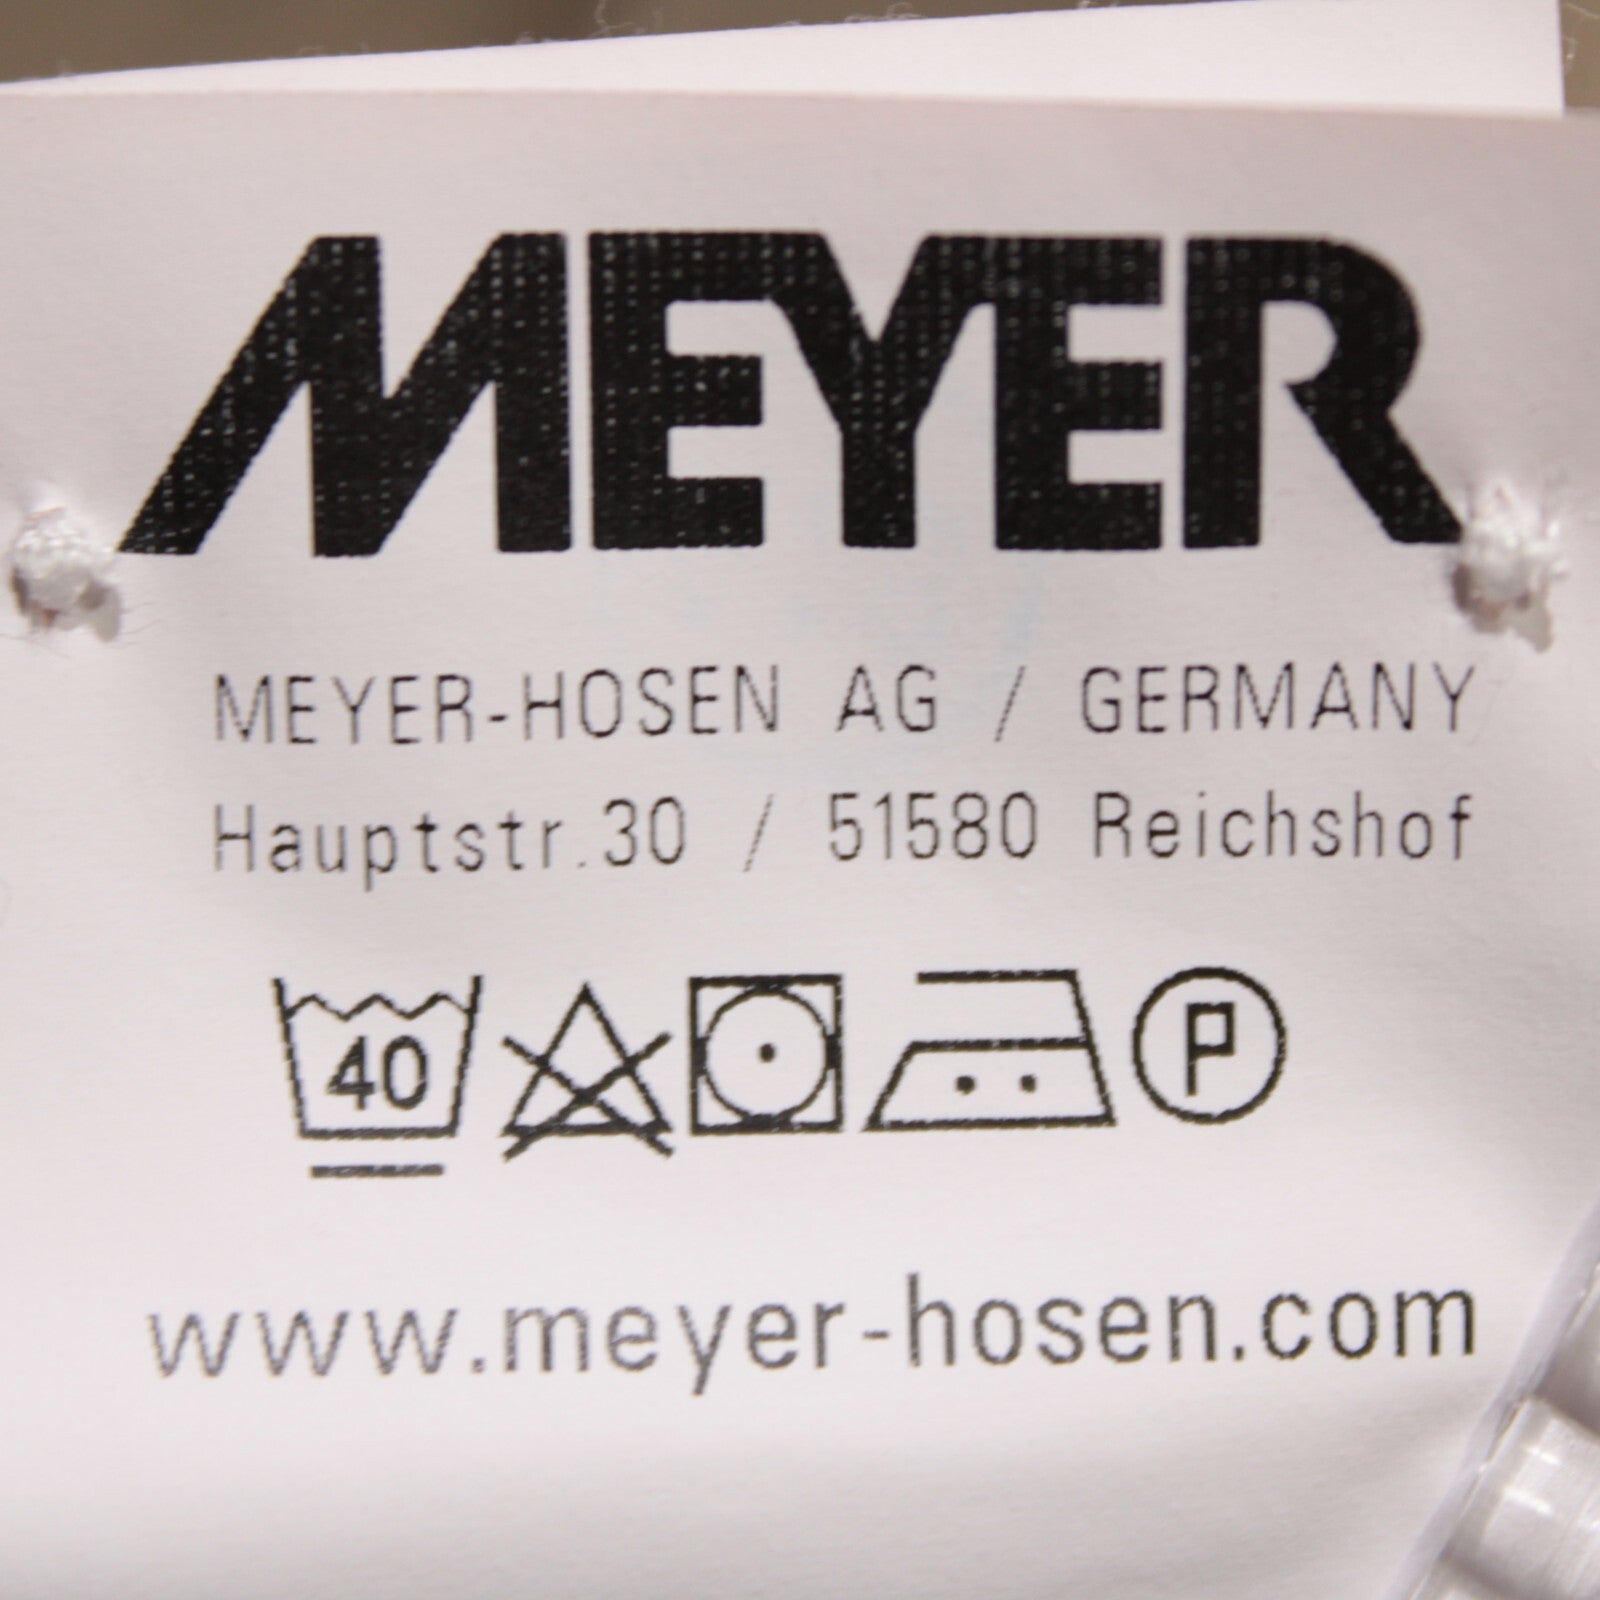 MEYER
MEYER-HOSEN AG / GERMANY
Hauptstr.30 / 51580 Reichshof
40 P
www.meyer-hosen.com